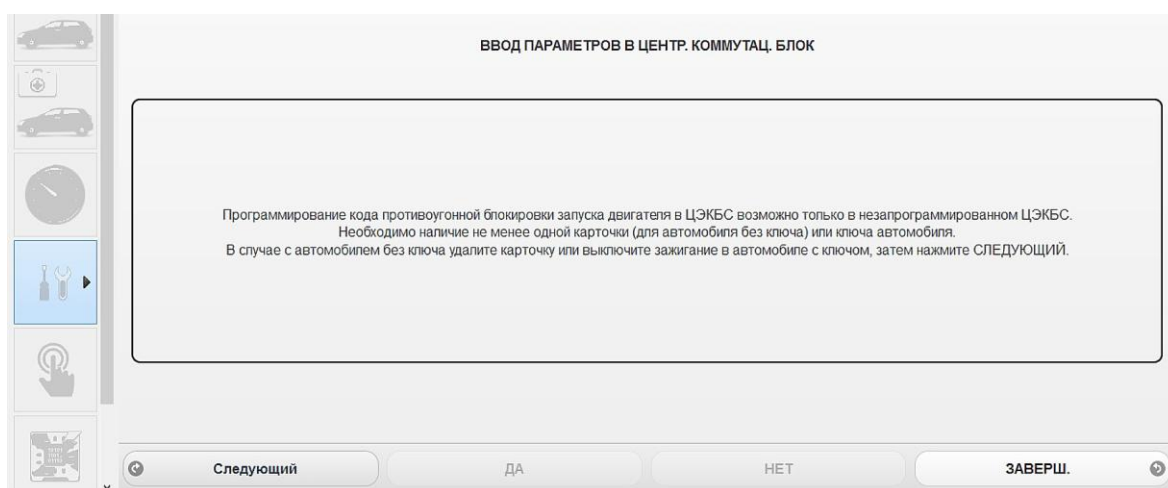 ВВОД ПАРАМЕТРОВ В ЦЕНТР. КОММУТАЦ. БЛОК
Программирование кода противоугонной блокировки запуска двигателя в ЦЭКБС возможно только в незапрограммированном ЦЭКБС.
Необходимо наличие не менее одной карточки (для автомобиля без ключа) или ключа автомобиля.
В случае с автомобилем без ключа удалите карточку или выключите зажигание в автомобиле с ключом, затем нажмите СЛЕДУЮЩИЙ.
Следующий
ДА
НЕТ
ЗАВЕРШ.